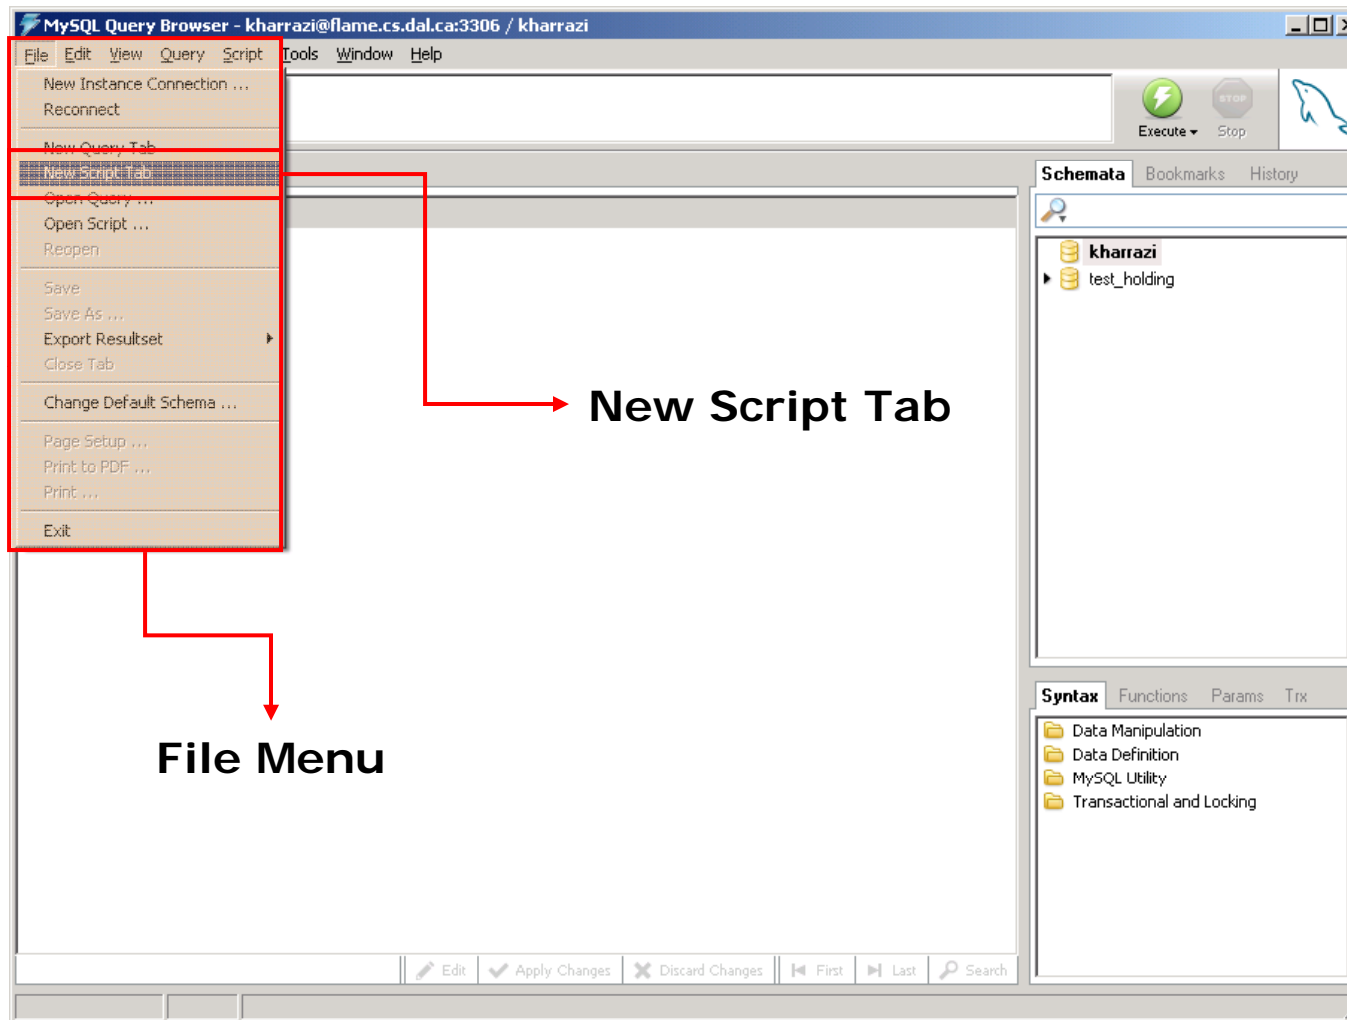 MySQL Query Browser - kharrazi@flame.cs.dal.ca:3306 / kharrazi
File Edit View Query Script Tools Window Help
New Instance Connection ...
Reconnect
New Query Tab
New Script Tab
Open Query ...
Open Script ...
Reopen
Save
Save As ...
Export Resultset
Close Tab
Change Default Schema ...
Page Setup ...
Print to PDF ...
Print ...
Exit
Execute
STOP
Stop
Schemata Bookmarks History
kharrazi
test_holding
New Script Tab
File Menu
Syntax Functions Params Trx
Data Manipulation
Data Definition
MySQL Utility
Transactional and Locking
Edit Apply Changes Discard Changes First Last Search